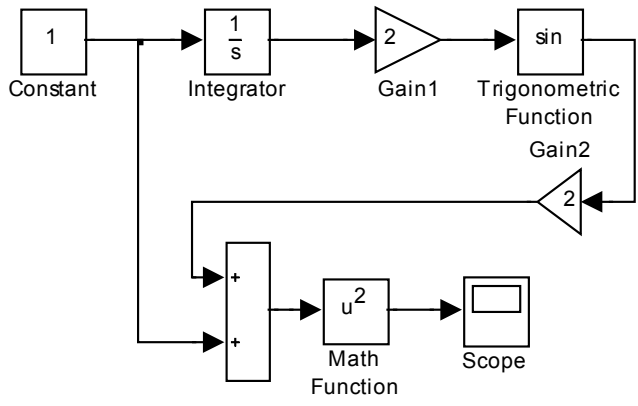 1
1
s
2
sin
Constant
Integrator
Gain1
Trigonometric
Function
Gain2
2
+
+
u2
Math
Function
Scope